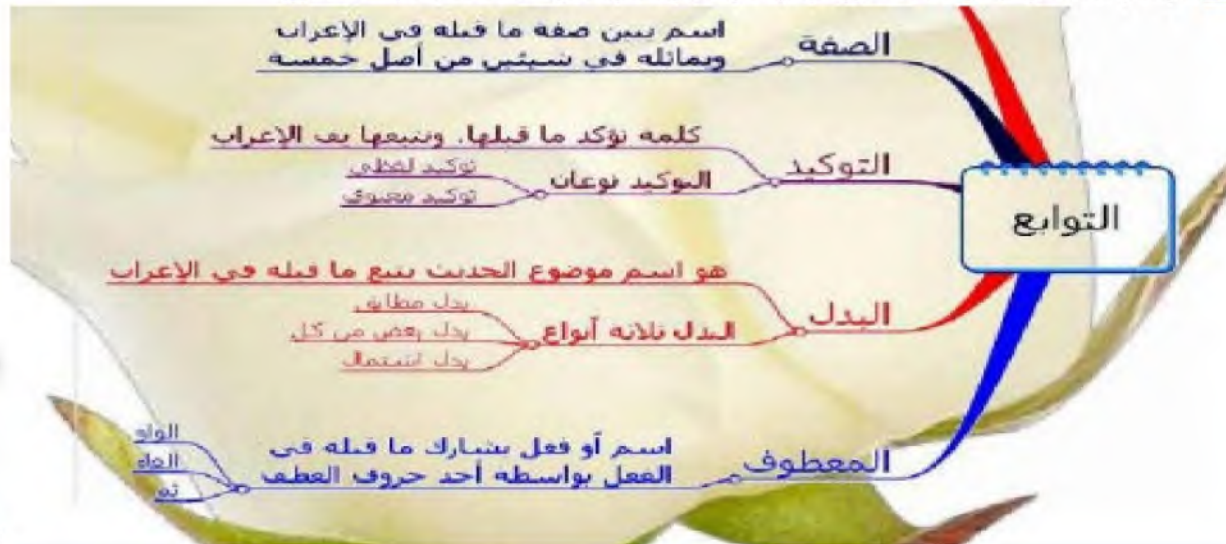 التوابع
الصفة
اسم يبين صفة ما قبله في الإعراب
ويماثله في شيئين من أصل خمسة
التوكيد
كلمة تؤكد ما قبلها، وتتبعها بف الإعراب
التوكيد نوعان
توكيد لفظي
توكيد معنوي
البدل
هو اسم موضوع الحديث يتبع ما قبله في الإعراب
البدل ثلاثة أنواع
بدل مطابق
بدل بعض من كل
بدل اشتمال
المعطوف
اسم أو فعل يشارك ما قبله في
الفعل بواسطة أحد حروف العطف
الواو
الفاء
ثم